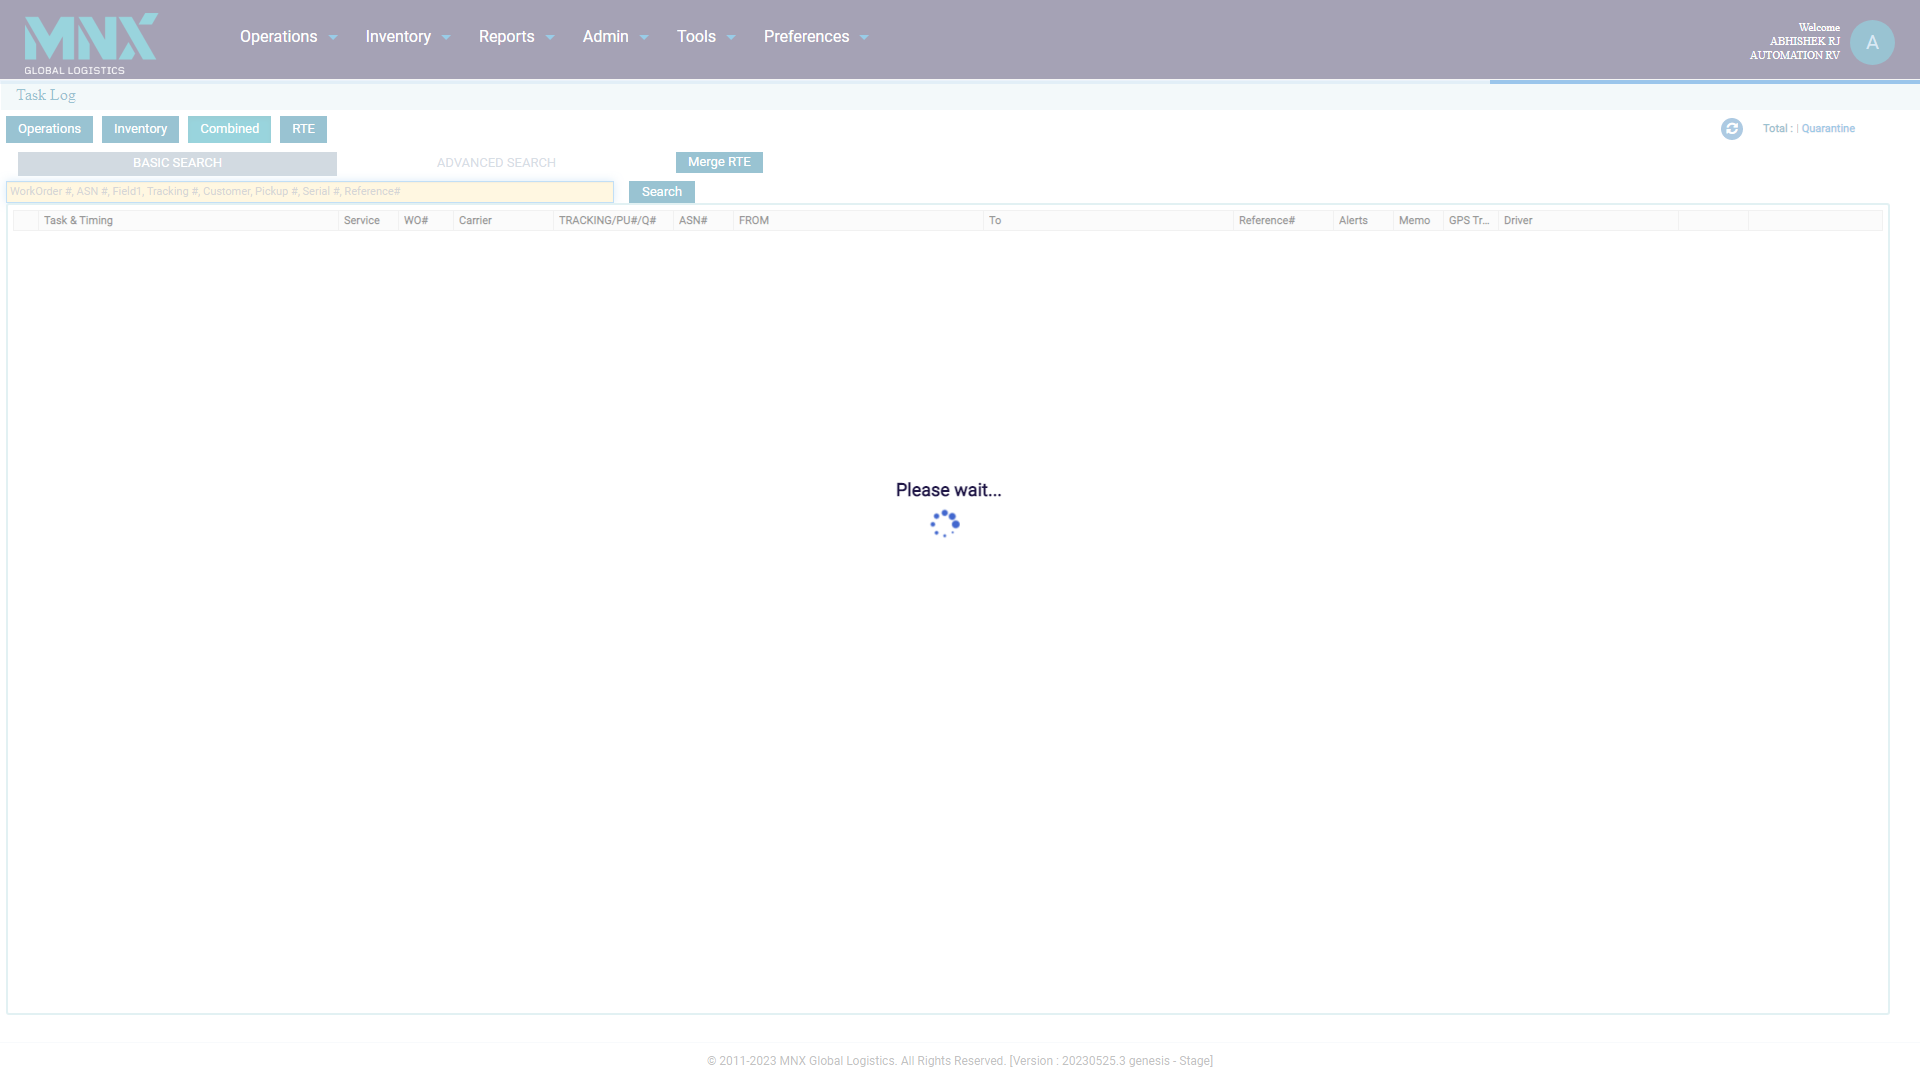 MNX
GLOBAL LOGISTICS
Operations Inventory Reports Admin Tools Preferences
Welcome
ABHISHEK RJ
AUTOMATION RV
A
Task Log
Operations Inventory Combined RTE
Total : | Quarantine
BASIC SEARCH ADVANCED SEARCH Merge RTE
WorkOrder #, ASN #, Field1, Tracking #, Customer, Pickup #, Serial #, Reference# Search
Task & Timing Service WO# Carrier TRACKING/PU#/Q# ASN# FROM To Reference# Alerts Memo GPS Tr... Driver
Please wait...
© 2011-2023 MNX Global Logistics. All Rights Reserved. [Version : 20230525.3 genesis - Stage]